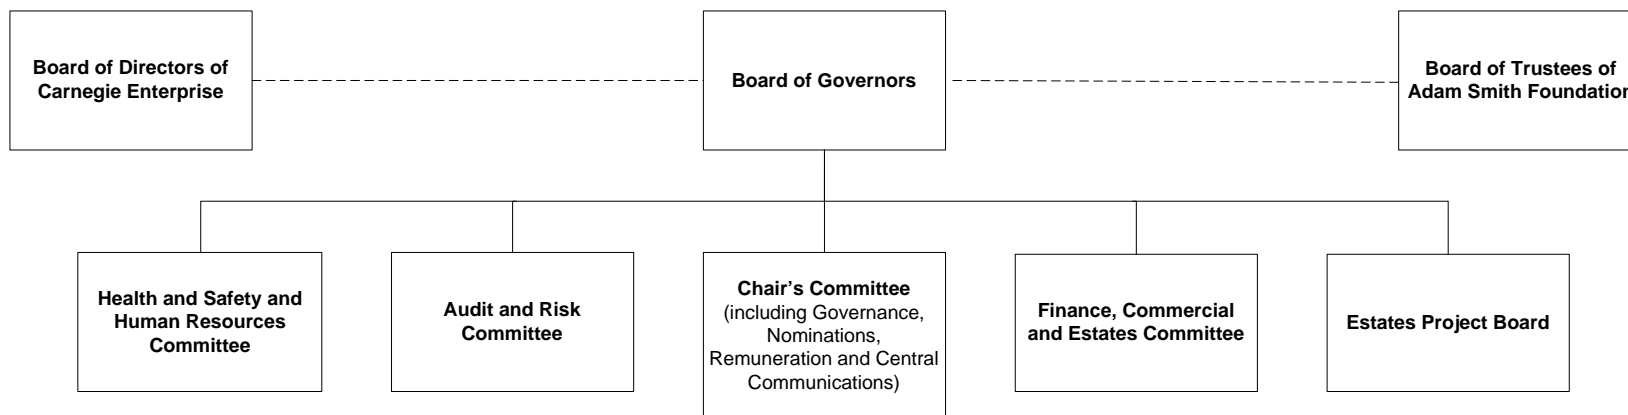 Board of Directors of
Carnegie Enterprise
Board of Governors
Board of Trustees of
Adam Smith Foundation
Health and Safety and
Human Resources
Committee
Audit and Risk
Committee
Chair's Committee
(including Governance,
Nominations,
Remuneration and Central
Communications)
Finance, Commercial
and Estates Committee
Estates Project Board